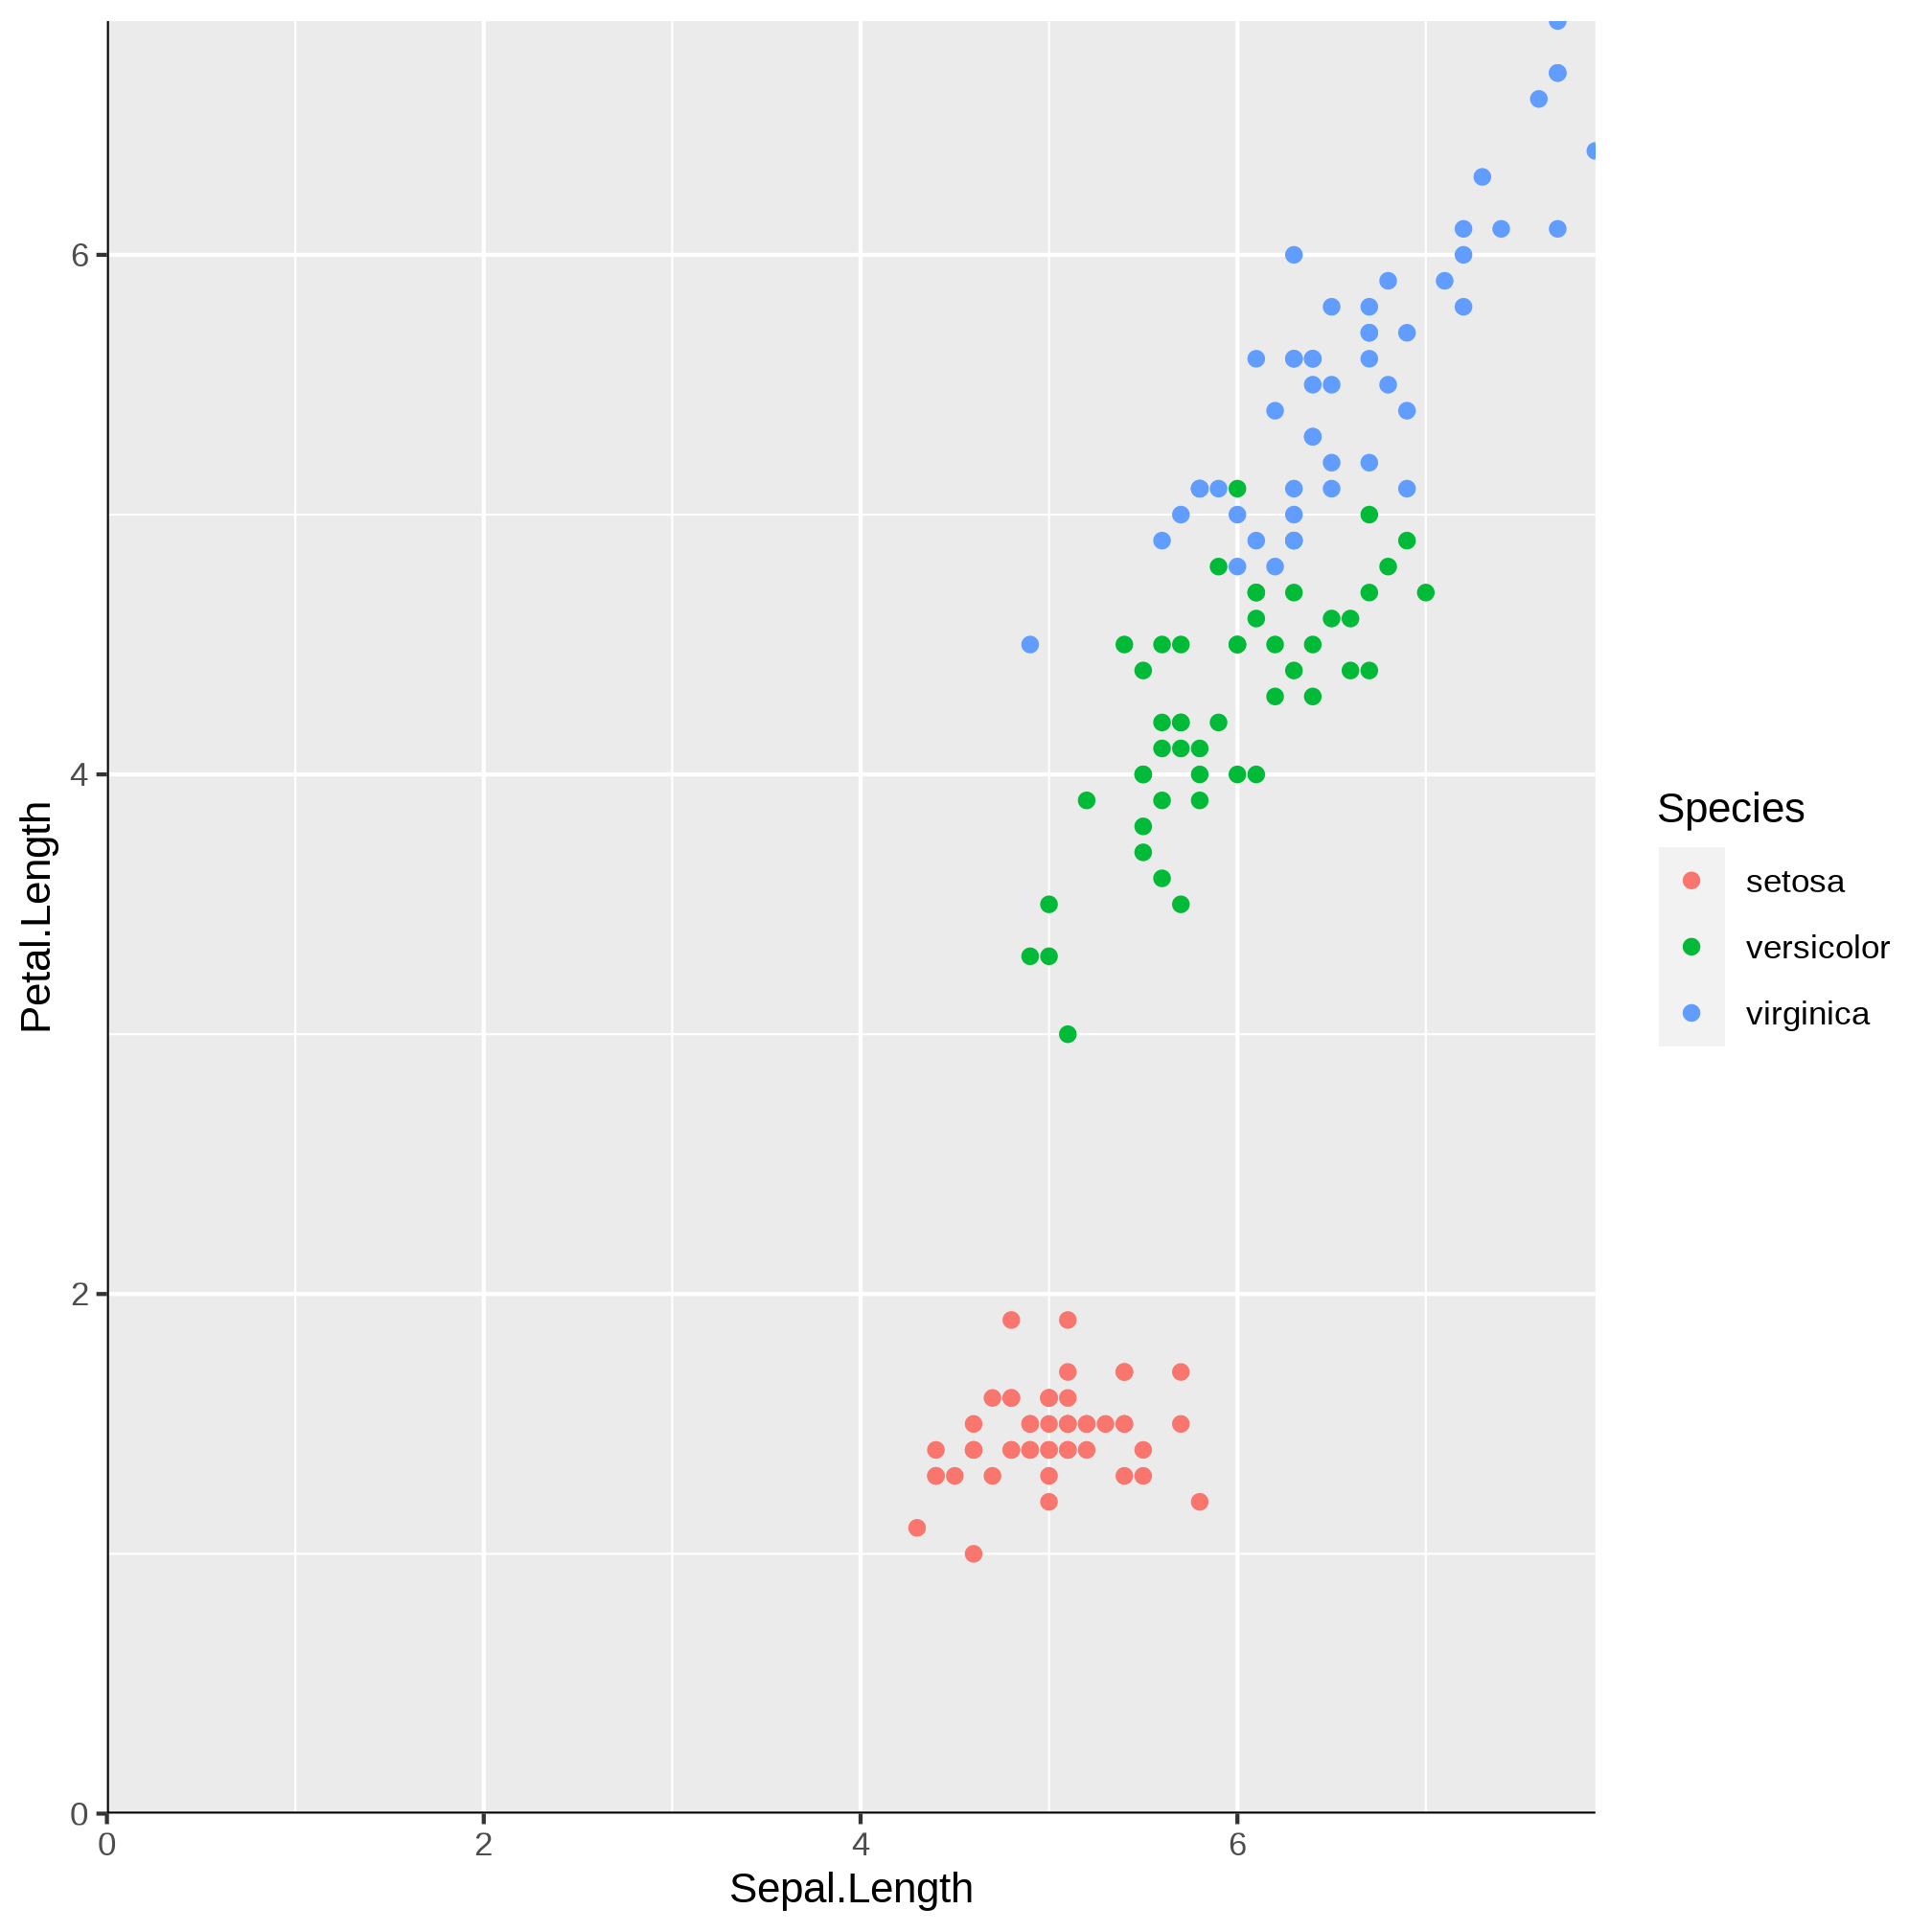 6
4
2
0
0 2 4 6
Sepal.Length
Petal.Length
Species
setosa
versicolor
virginica